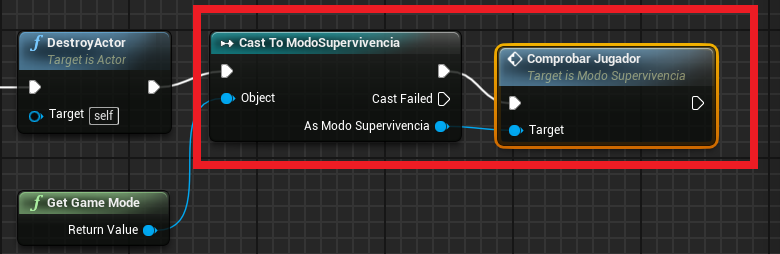 DestroyActor
Target is Actor
Target self
Cast To ModoSupervivencia
Object
Cast Failed
As Modo Supervivencia
Comprobar Jugador
Target is Modo Supervivencia
Target
Get Game Mode
Return Value